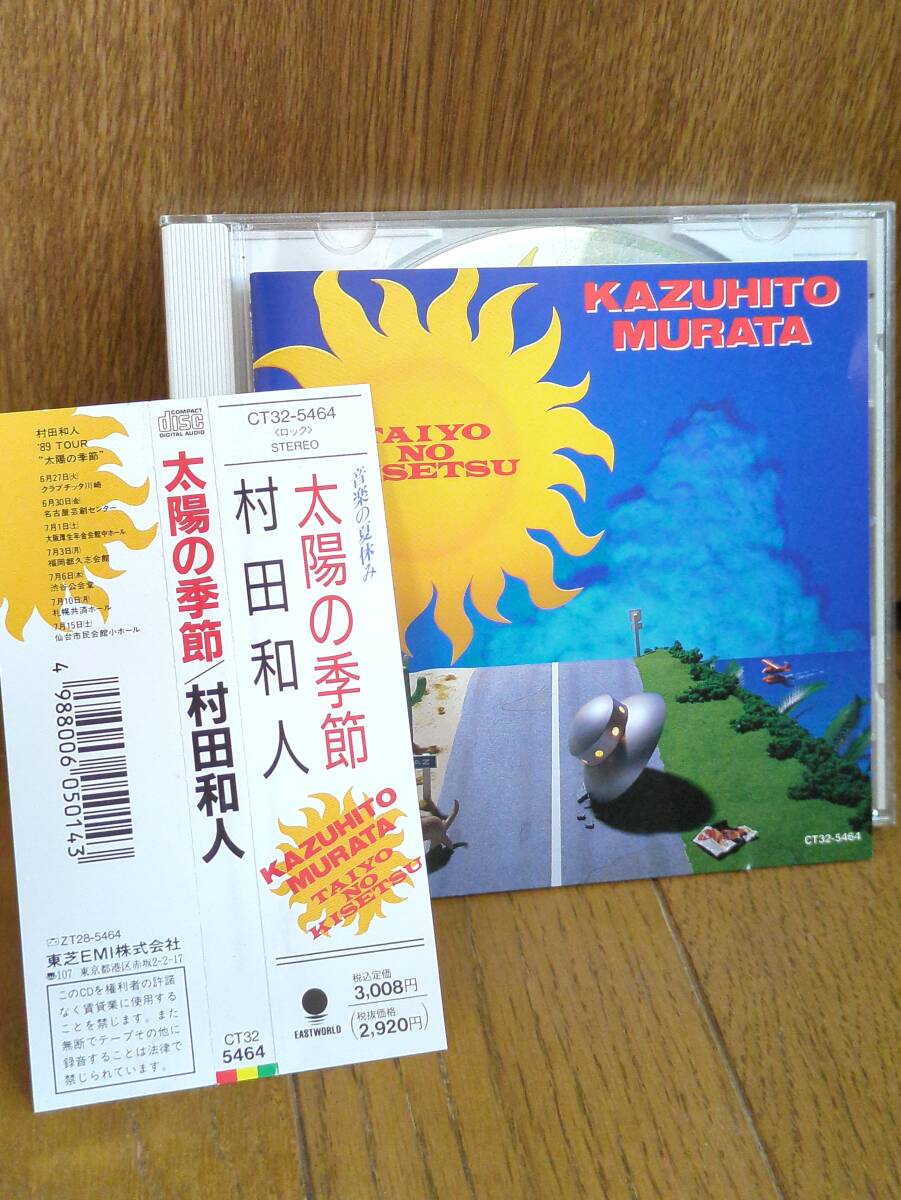 KAZUHITO
MURATA
TAIYO
NO
KISETSU
CT32-5464
村田和人
'89 TOUR
"太陽の季節"
6月27日(火)
クラブチッタ川崎
6月30日(金)
名古屋芸創センター
7月1日(土)
大阪厚生年金会館中ホール
7月3日(月)
福岡都久志会館
7月6日(木)
渋谷公会堂
7月10日(月)
札幌共済ホール
7月15日(土)
仙台市民会館小ホール
4 988006 050143
ZT28-5464
東芝EMI株式会社
〒107 東京都港区赤坂2-2-17
このCDを権利者の許諾
なく賃貸業に使用する
ことを禁じます。また
無断でテープその他に
録音することは法律で
禁じられています。
COMPACT
disc
DIGITAL AUDIO
太陽の季節/村田和人
CT32
5464
CT32-5464
〈ロック〉
STEREO
音楽の夏休み
太陽の季節
村田和人
KAZUHITO
MURATA
TAIYO
NO
KISETSU
EASTWORLD
税込定価
3,008円
(税抜価格
2,920円)